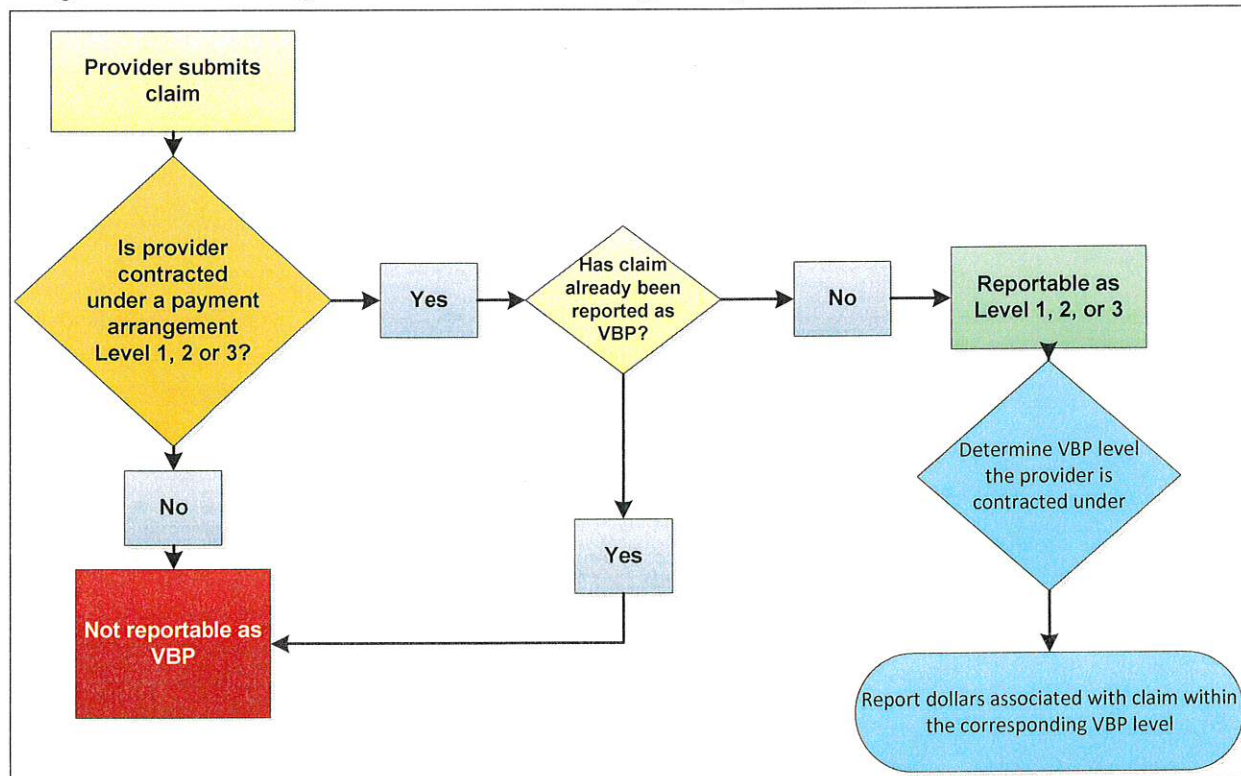 Provider submits
claim
Is provider
contracted
under a payment
arrangement
Level 1, 2 or 3?
Yes
Has claim
already been
reported as
VBP?
No
Reportable as
Level 1, 2, or 3
Determine VBP level
the provider is
contracted under
No
Yes
Not reportable as
VBP
Report dollars associated with claim within
the corresponding VBP level